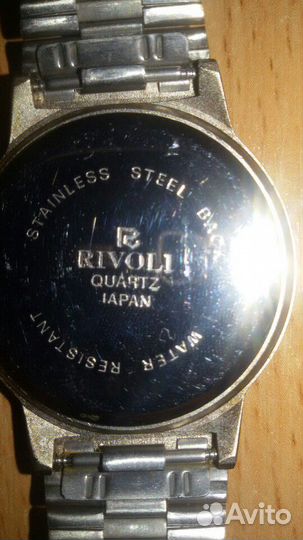 STAINLESS STEEL BACK
R
RIVOLI
QUARTZ
JAPAN
WATER RESISTANT
Avito